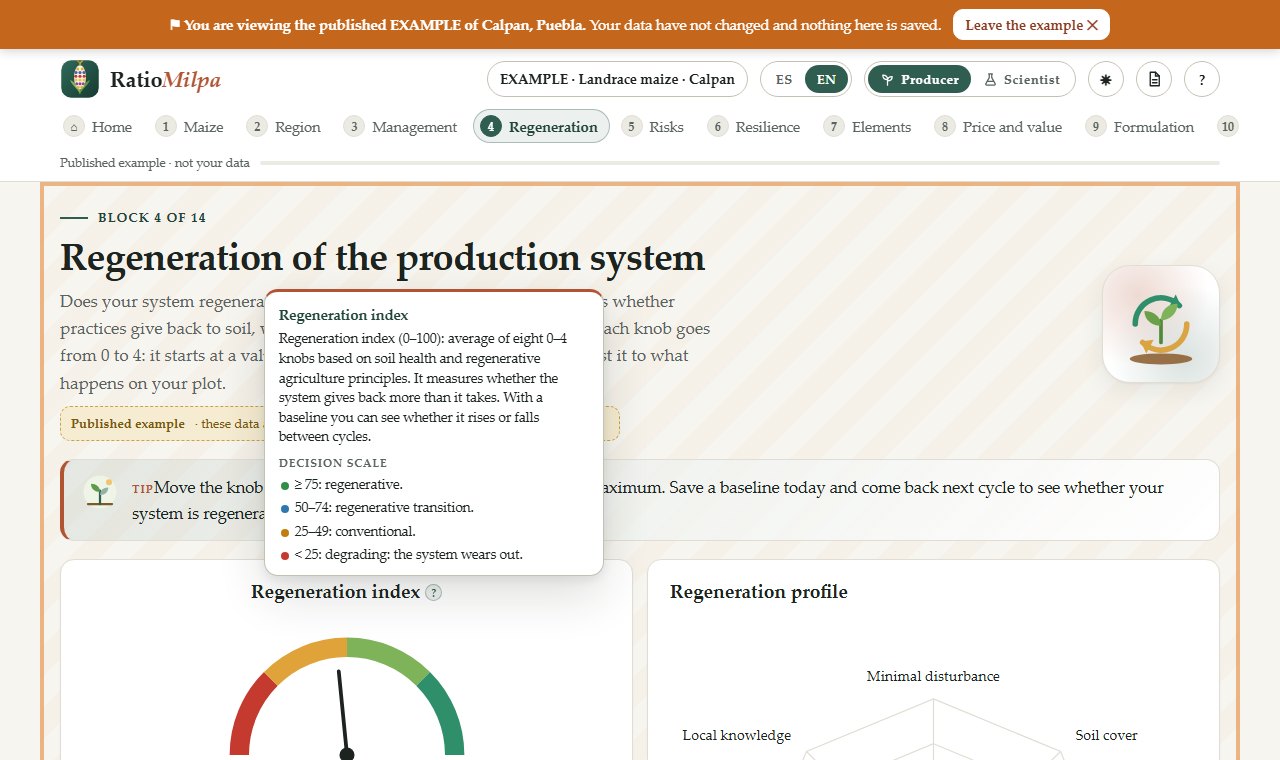 ⚑ You are viewing the published EXAMPLE of Calpan, Puebla. Your data have not changed and nothing here is saved. Leave the example ✕
RatioMilpa
EXAMPLE · Landrace maize · Calpan
ES EN
Producer Scientist
?
⌂ Home 1 Maize 2 Region 3 Management 4 Regeneration 5 Risks 6 Resilience 7 Elements 8 Price and value 9 Formulation 10
Published example · not your data
BLOCK 4 OF 14
Regeneration of the production system
Does your system regenera
s whether
practices give back to soil,
ach knob goes
from 0 to 4: it starts at a val
st it to what
happens on your plot.
Published example · these data
TIP Move the knob
aximum. Save a baseline today and come back next cycle to see whether your
system is regenera
Regeneration index
Regeneration index (0–100): average of eight 0–4
knobs based on soil health and regenerative
agriculture principles. It measures whether the
system gives back more than it takes. With a
baseline you can see whether it rises or falls
between cycles.
DECISION SCALE
≥ 75: regenerative.
50–74: regenerative transition.
25–49: conventional.
< 25: degrading: the system wears out.
Regeneration index ?
Regeneration profile
Minimal disturbance
Local knowledge
Soil cover